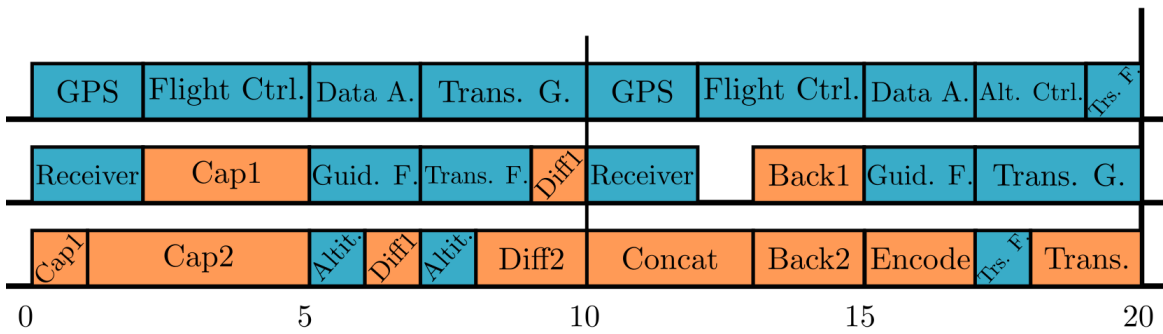 GPS Flight Ctrl. Data A. Trans. G. GPS Flight Ctrl. Data A. Alt. Ctrl. Trs. F.
Receiver Cap1 Guid. F. Trans. F. Diff1 Receiver Back1 Guid. F. Trans. G.
Cap1 Cap2 Altit. Diff1 Altit. Diff2 Concat Back2 Encode Trs. F. Trans.
0 5 10 15 20